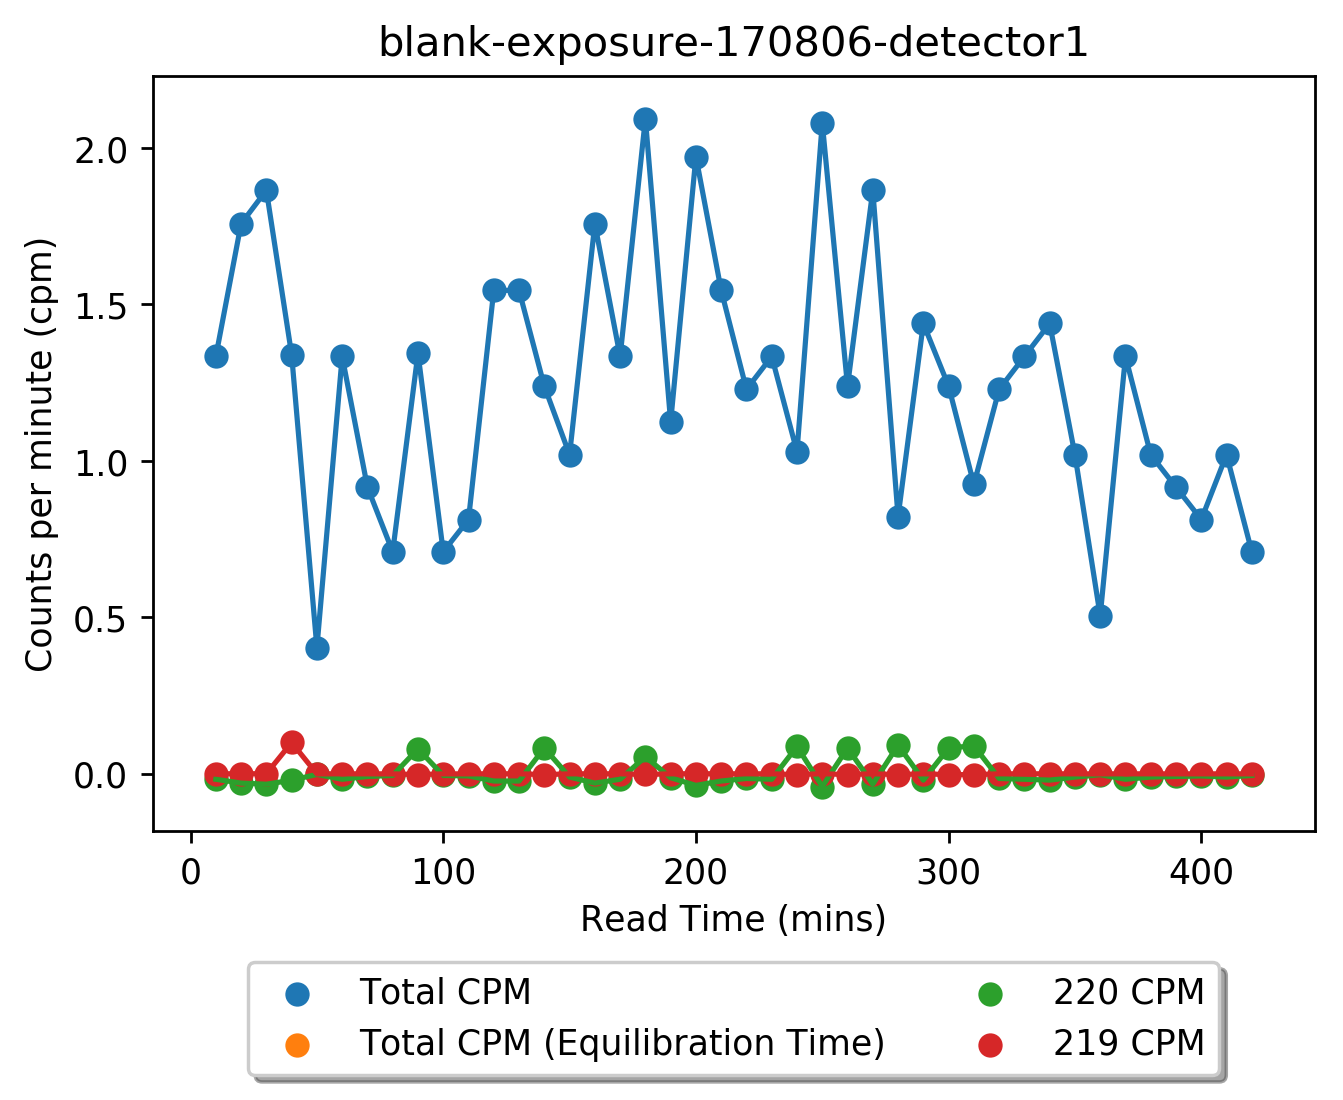 blank-exposure-170806-detector1
Counts per minute (cpm)
2.0
1.5
1.0
0.5
0.0
0 100 200 300 400
Read Time (mins)
Total CPM
Total CPM (Equilibration Time)
220 CPM
219 CPM